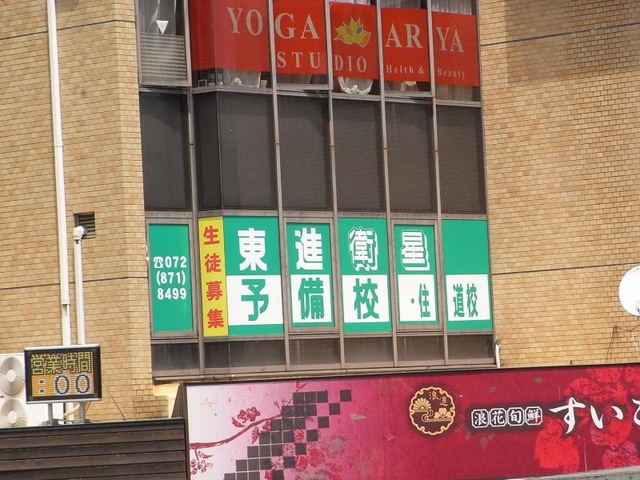 YOGA ARYA
STUDIO Helth & Beauty
☎072
(871)
8499
生徒募集
東進衛星
予備校・住道校
営業時間
:00
浪花旬鮮 すい